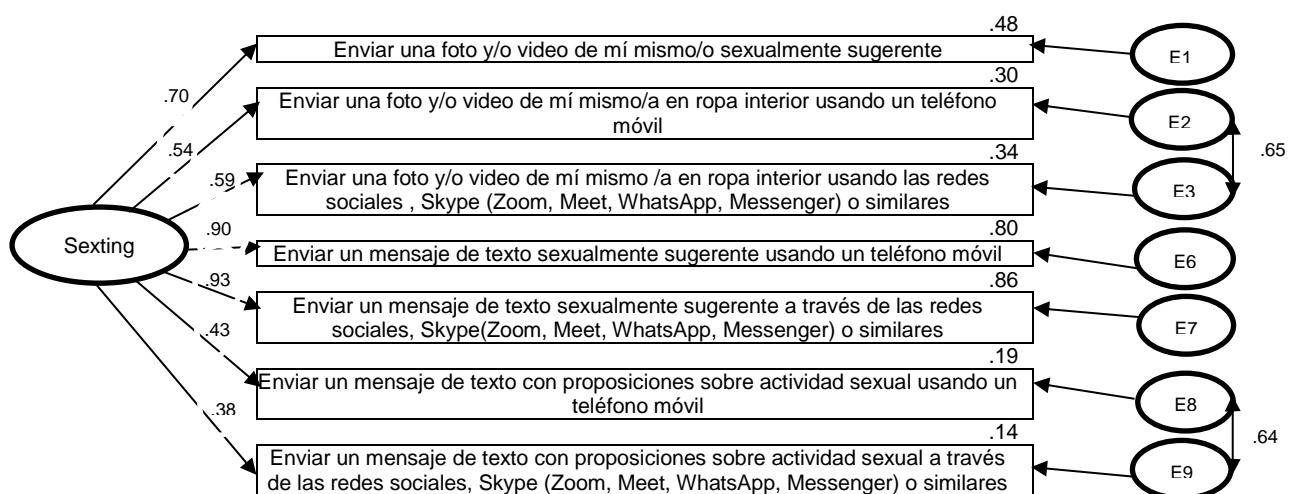 .48
Enviar una foto y/o video de mí mismo/o sexualmente sugerente
E1
.70
.30
Enviar una foto y/o video de mí mismo/a en ropa interior usando un teléfono
móvil
E2
.54
.65
.34
Enviar una foto y/o video de mí mismo /a en ropa interior usando las redes
sociales , Skype (Zoom, Meet, WhatsApp, Messenger) o similares
E3
.59
Sexting
.90
.80
Enviar un mensaje de texto sexualmente sugerente usando un teléfono móvil
E6
.93
.86
Enviar un mensaje de texto sexualmente sugerente a través de las redes
sociales, Skype(Zoom, Meet, WhatsApp, Messenger) o similares
E7
.43
.19
Enviar un mensaje de texto con proposiciones sobre actividad sexual usando un
teléfono móvil
E8
.38
.64
.14
Enviar un mensaje de texto con proposiciones sobre actividad sexual a través
de las redes sociales, Skype (Zoom, Meet, WhatsApp, Messenger) o similares
E9